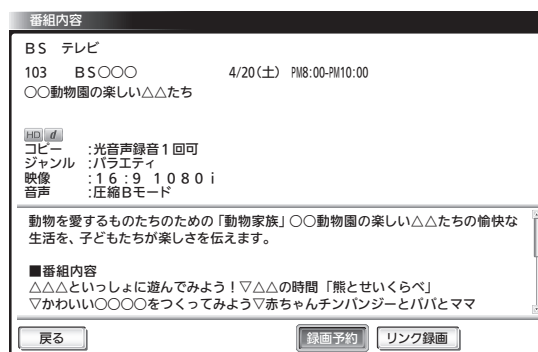 番組内容
BS テレビ
103 BS○○○ 4/20(土) PM8:00-PM10:00
○○動物園の楽しい△△たち
HD d
コピー :光音声録音1回可
ジャンル :バラエティ
映像 :16:9 1080i
音声 :圧縮Bモード
動物を愛するものたちのための「動物家族」○○動物園の楽しい△△たちの愉快な
生活を、子どもたちが楽しさを伝えます。
■番組内容
△△△といっしょに遊んでみよう!▽△△の時間「熊とせいくらべ」
▽かわいい○○○○をつくってみよう▽赤ちゃんチンパンジーとパパとママ
戻る 録画予約 リンク録画